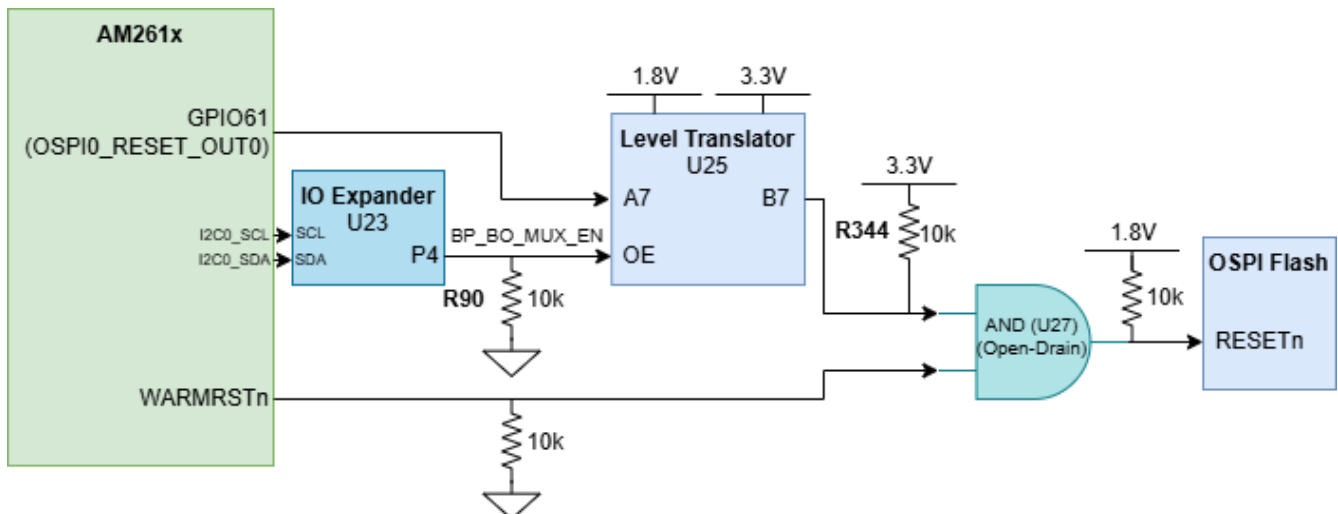 AM261x
GPIO61
(OSPI0_RESET_OUT0)
I2C0_SCL
I2C0_SDA
WARMRSTn
IO Expander
U23
SCL
SDA
P4
BP_BO_MUX_EN
R90
10k
10k
1.8V
3.3V
Level Translator
U25
A7
B7
OE
3.3V
R344
10k
AND (U27)
(Open-Drain)
1.8V
10k
OSPI Flash
RESETn